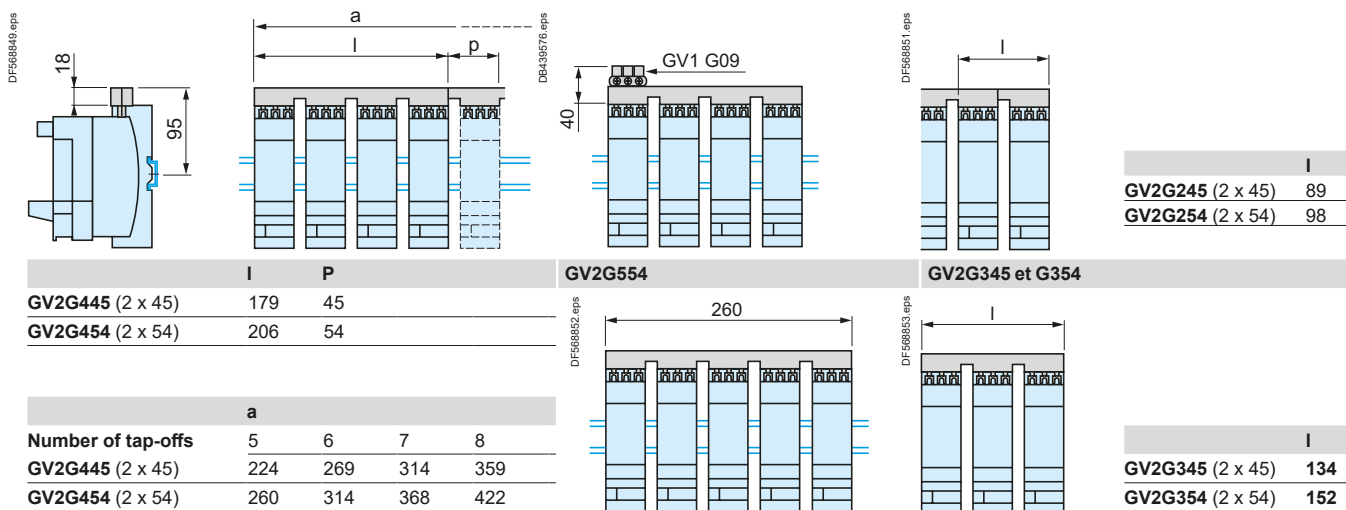 DF568849.eps
18
95
a
l
p
DB439576.eps
GV1 G09
40
DF568851.eps
l
l
GV2G245 (2 x 45) 89
GV2G254 (2 x 54) 98
l P
GV2G445 (2 x 45) 179 45
GV2G454 (2 x 54) 206 54
GV2G554
GV2G345 et G354
DF568852.eps
260
DF568853.eps
l
a
Number of tap-offs 5 6 7 8
GV2G445 (2 x 45) 224 269 314 359
GV2G454 (2 x 54) 260 314 368 422
l
GV2G345 (2 x 45) 134
GV2G354 (2 x 54) 152